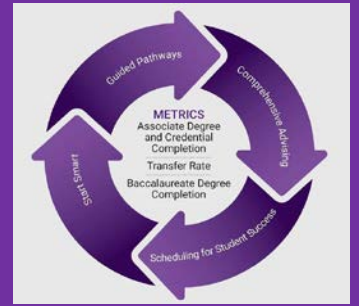 Guided Pathways
Comprehensive Advising
METRICS
Associate Degree
and Credential
Completion
Transfer Rate
Baccalaureate Degree
Completion
Start Smart
Scheduling for Student Success